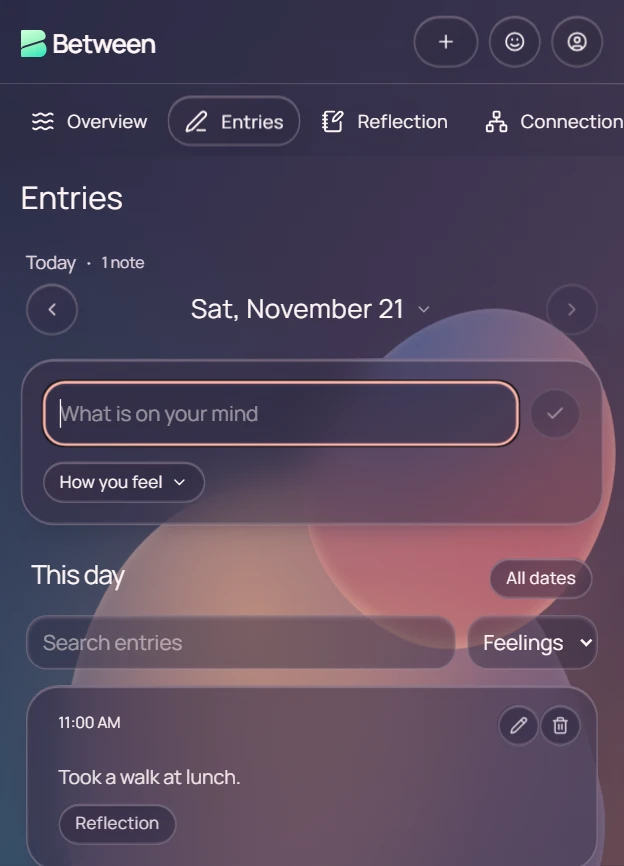 Between
Overview Entries Reflection Connection
Entries
Today · 1 note
Sat, November 21
What is on your mind
How you feel
This day
All dates
Search entries
Feelings
11:00 AM
Took a walk at lunch.
Reflection